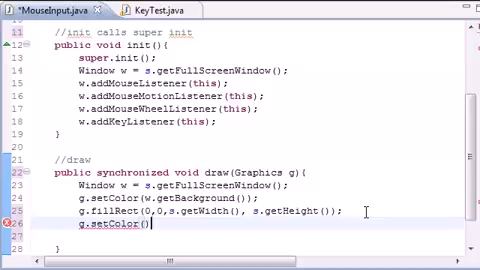 *MouseInput.java
KeyTest.java
11 //init calls super init
12 public void init(){
13 super.init();
14 Window w = s.getFullScreenWindow();
15 w.addMouseListener(this);
16 w.addMouseMotionListener(this);
17 w.addMouseWheelListener(this);
18 w.addKeyListener(this);
19 }
20
21 //draw
22 public synchronized void draw(Graphics g){
23 Window w = s.getFullScreenWindow();
24 g.setColor(w.getBackground());
25 g.fillRect(0,0,s.getWidth(), s.getHeight());
26 g.setColor()
27
28 }